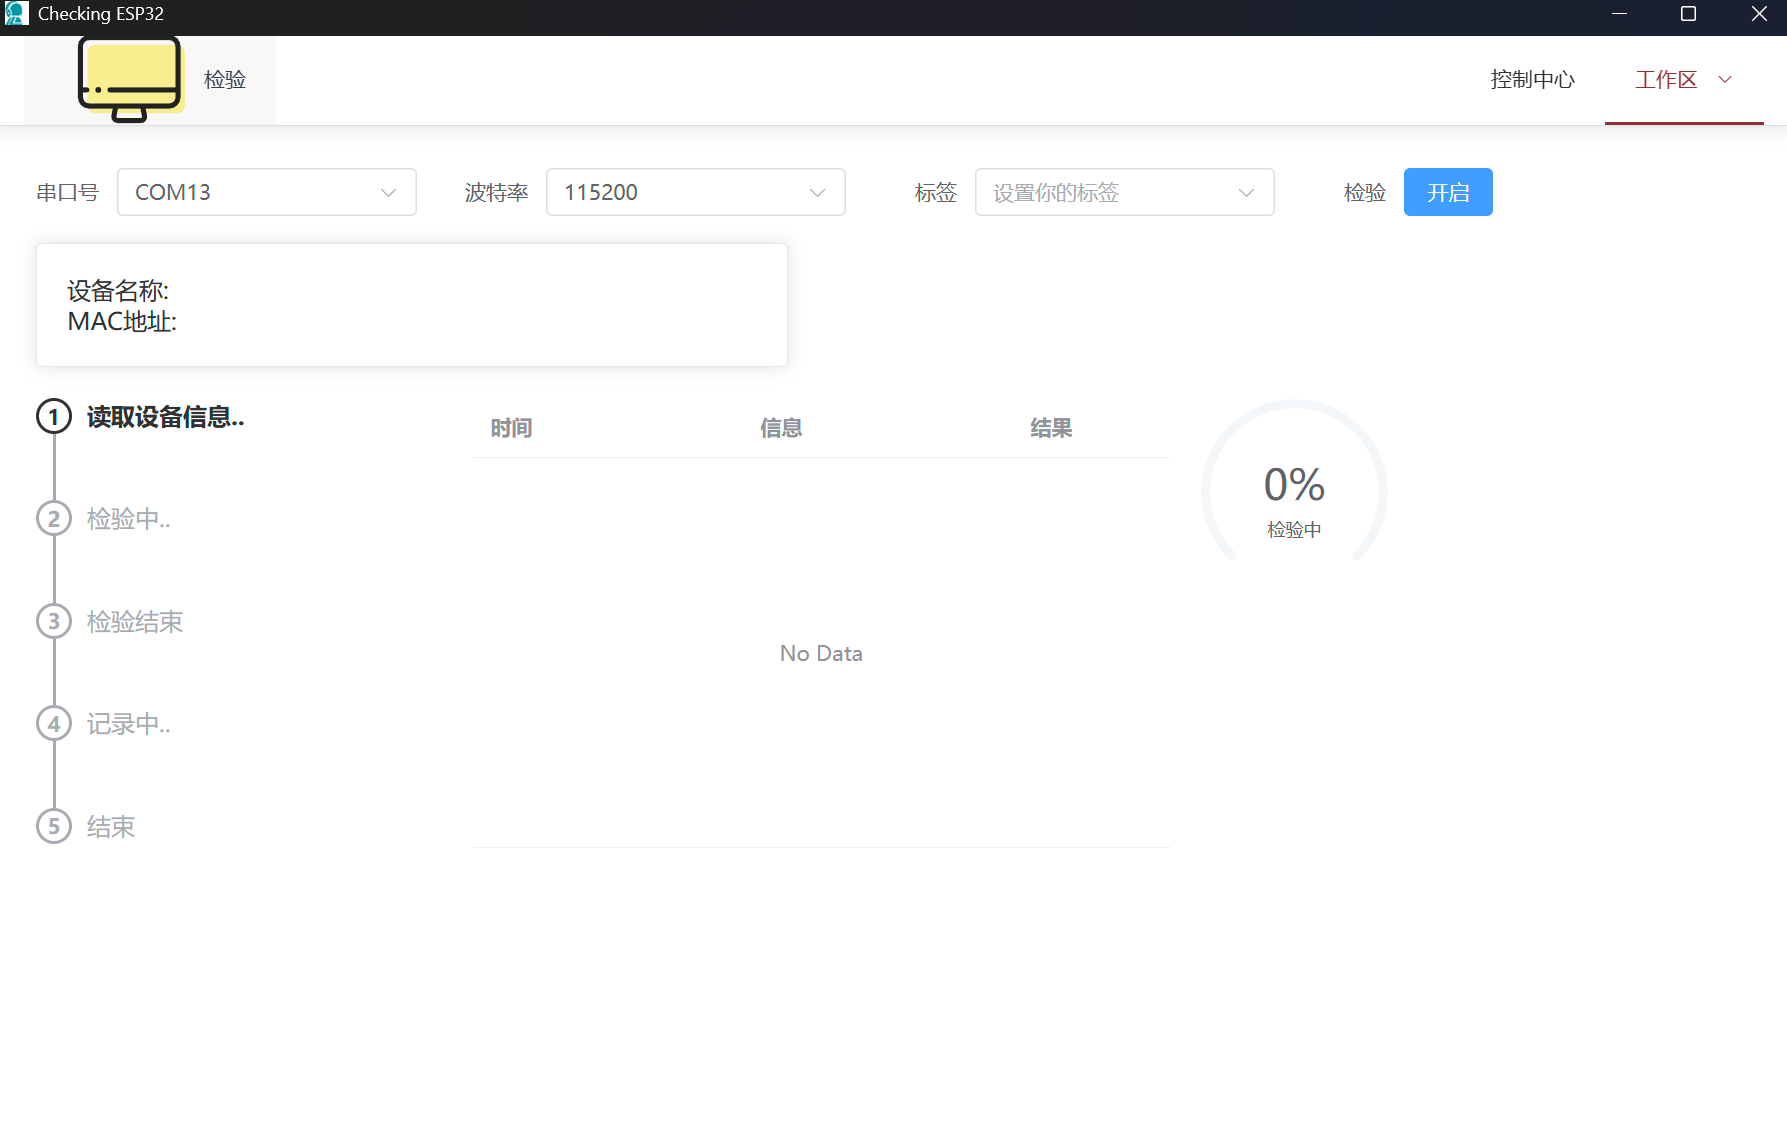 Checking ESP32
检验
控制中心
工作区
串口号 COM13 波特率 115200 标签 设置你的标签 检验 开启
设备名称:
MAC地址:
1 读取设备信息..
2 检验中..
3 检验结束
4 记录中..
5 结束
时间 信息 结果
No Data
0%
检验中